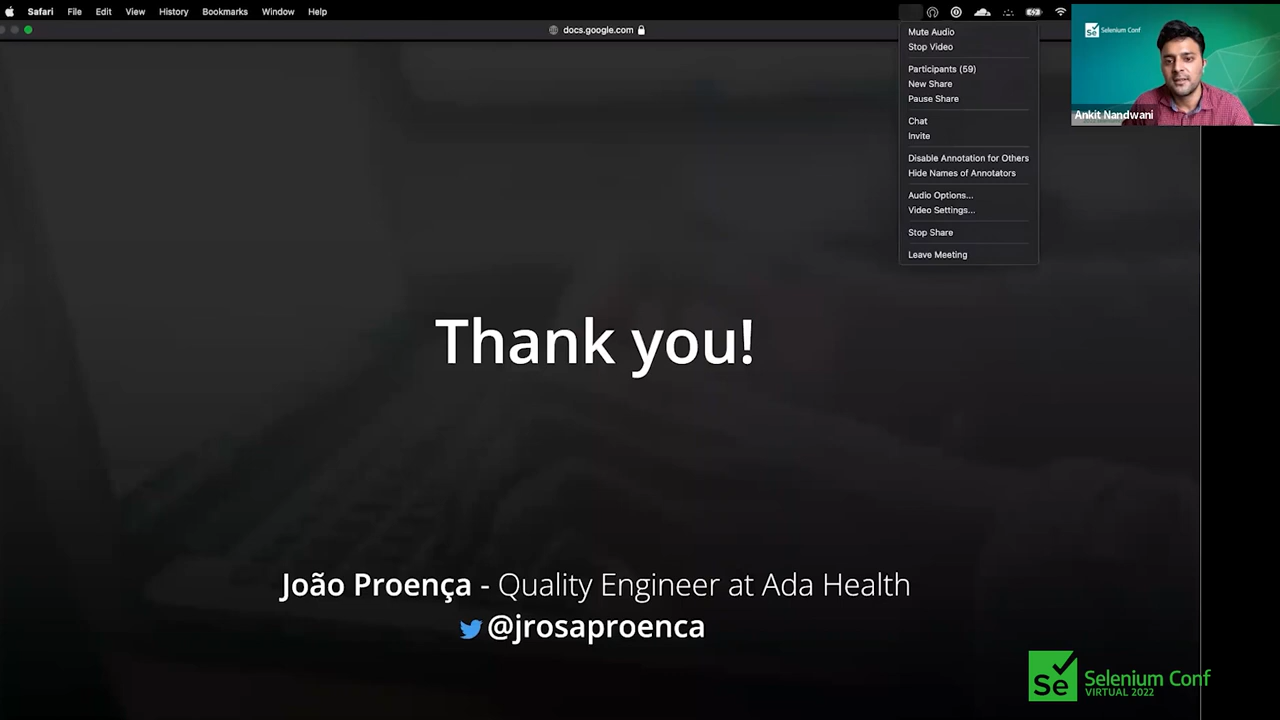 Safari File Edit View History Bookmarks Window Help
docs.google.com
Mute Audio
Stop Video
Participants (59)
New Share
Pause Share
Chat
Invite
Disable Annotation for Others
Hide Names of Annotators
Audio Options...
Video Settings...
Stop Share
Leave Meeting
Se Selenium Conf
Ankit Nandwani
Thank you!
João Proença - Quality Engineer at Ada Health
@jrosaproenca
Se Selenium Conf
VIRTUAL 2022